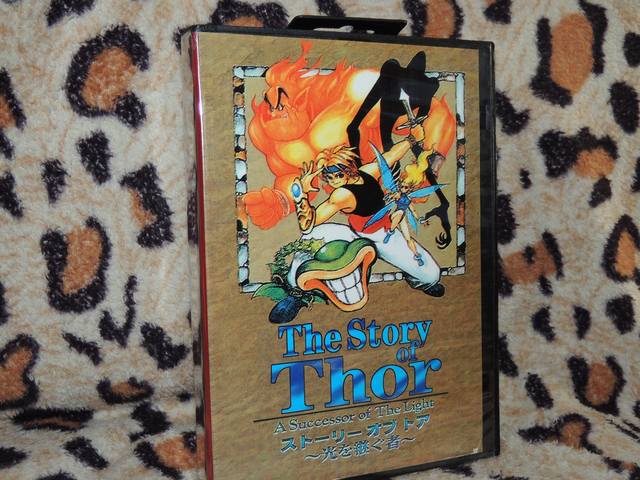 The Story
of
Thor
A Successor of The Light
ストーリー オブ トア
～光を継ぐ者～